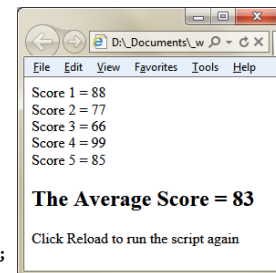 D:\_Documents\_w
File Edit View Favorites Tools Help
Score 1 = 88
Score 2 = 77
Score 3 = 66
Score 4 = 99
Score 5 = 85
The Average Score = 83
Click Reload to run the script again
;